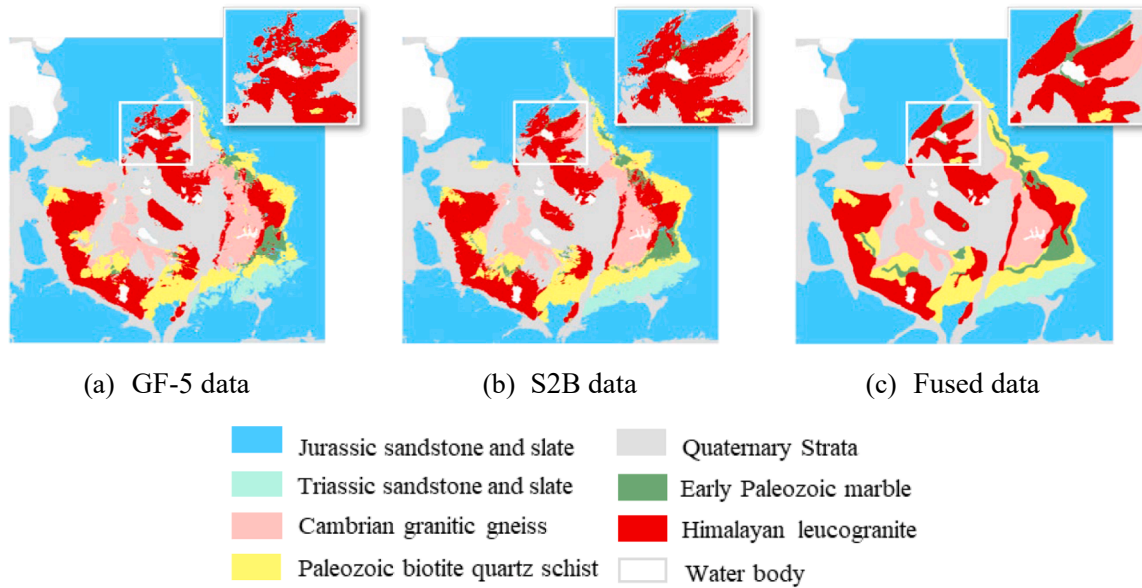 (a) GF-5 data
(b) S2B data
(c) Fused data
Jurassic sandstone and slate
Quaternary Strata
Triassic sandstone and slate
Early Paleozoic marble
Cambrian granitic gneiss
Himalayan leucogranite
Paleozoic biotite quartz schist
Water body